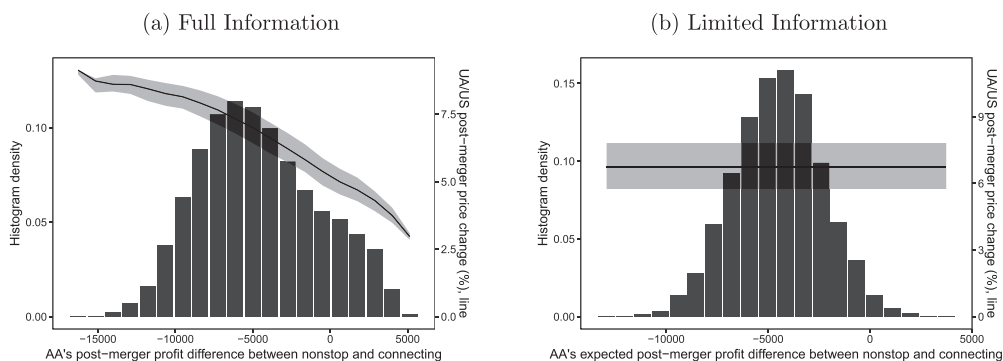 (a) Full Information
(b) Limited Information
Histogram density
0.10
0.05
0.00
7.5
5.0
2.5
0.0
UA/US post−merger price change (%), line
−15000 −10000 −5000 0 5000
AA's post−merger profit difference between nonstop and connecting
Histogram density
0.15
0.10
0.05
0.00
9
6
3
0
UA/US post−merger price change (%), line
−10000 −5000 0 5000
AA's expected post−merger profit difference between nonstop and connecting